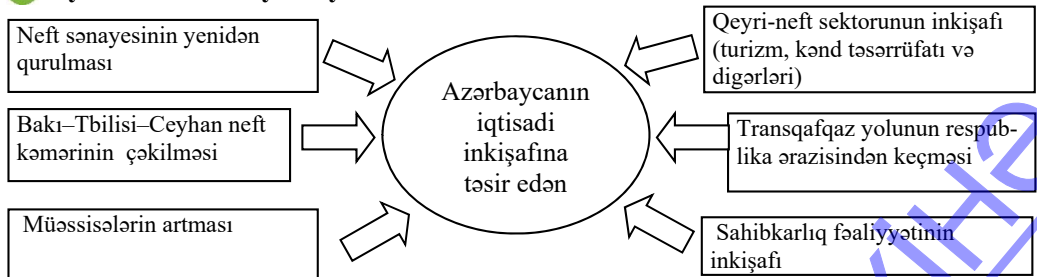 Neft sənayesinin yenidən
qurulması
Bakı–Tbilisi–Ceyhan neft
kəmərinin çəkilməsi
Müəssisələrin artması
Azərbaycanın
iqtisadi
inkişafına
təsir edən
Qeyri-neft sektorunun inkişafı
(turizm, kənd təsərrüfatı və
digərləri)
Transqafqaz yolunun respub-
lika ərazisindən keçməsi
Sahibkarlıq fəaliyyətinin
inkişafı